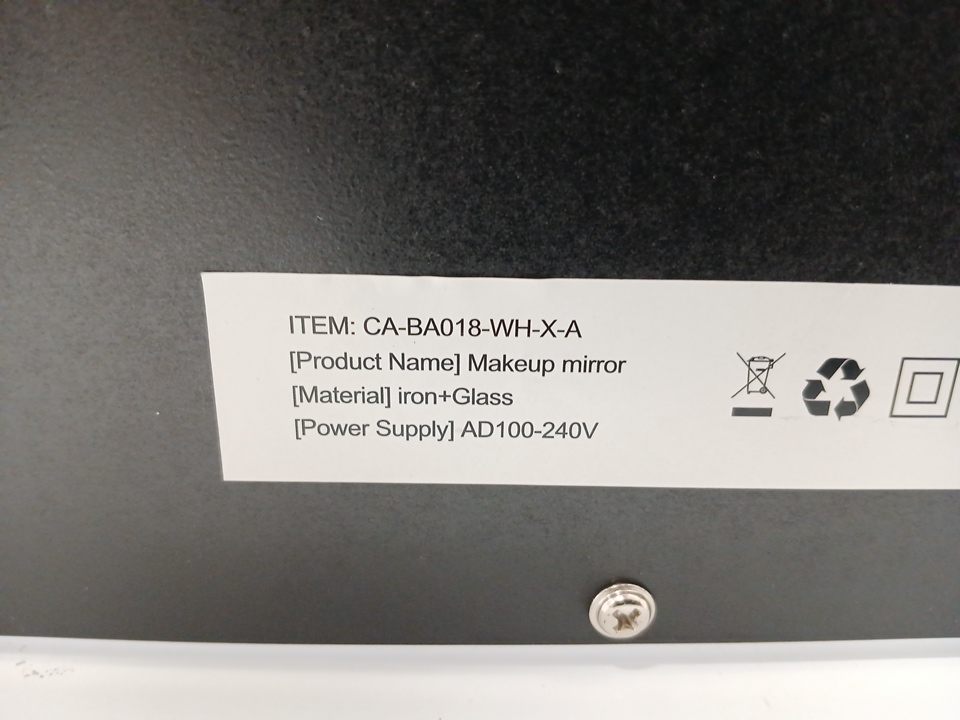 ITEM: CA-BA018-WH-X-A
[Product Name] Makeup mirror
[Material] iron+Glass
[Power Supply] AD100-240V